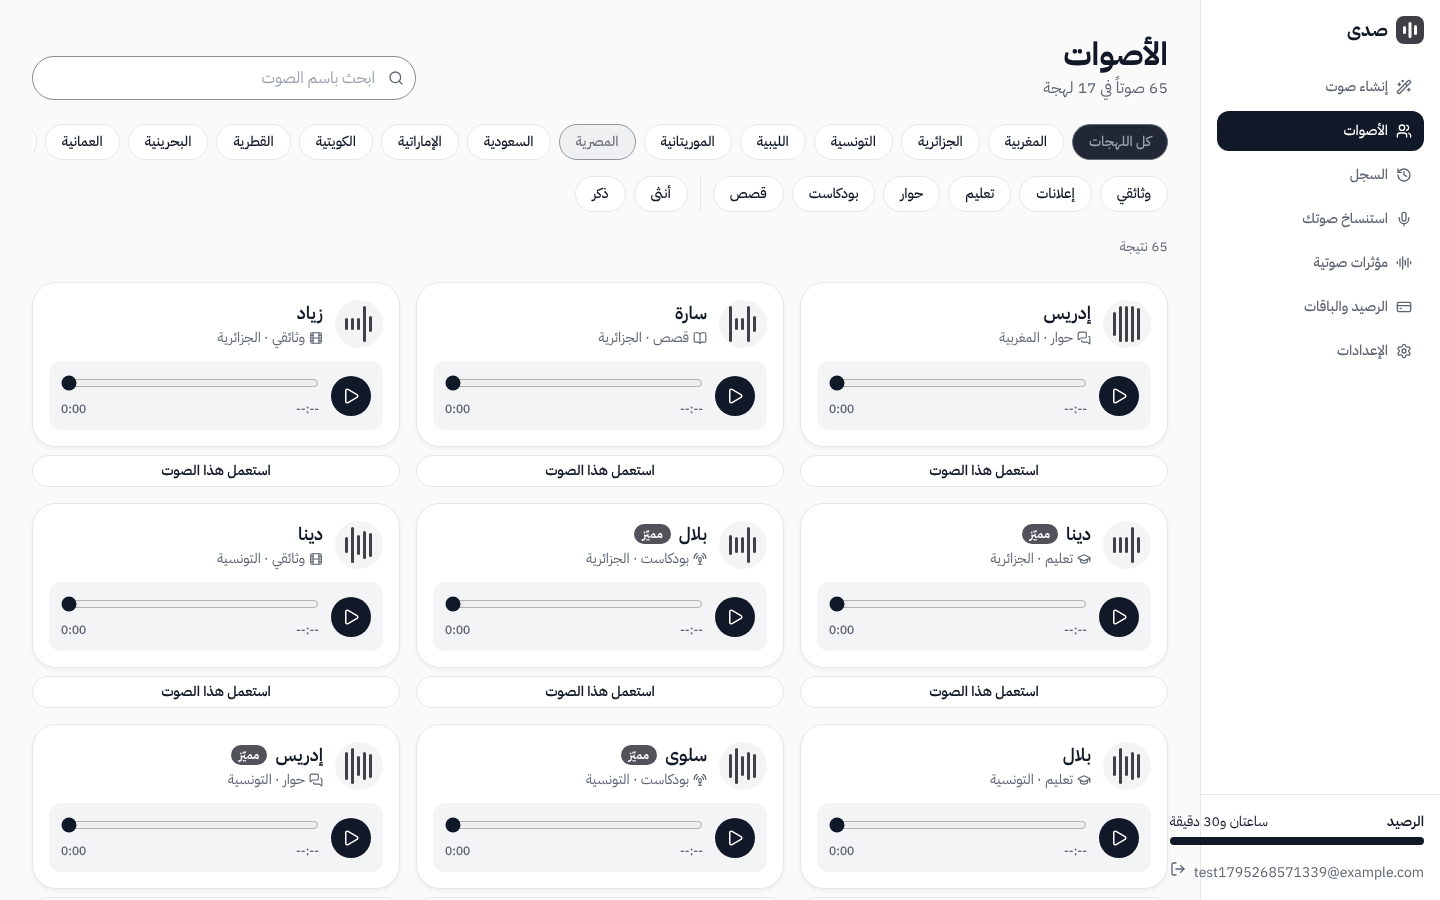 صدى
إنشاء صوت
الأصوات
السجل
استنساخ صوتك
مؤثرات صوتية
الرصيد والباقات
الإعدادات
الرصيد
ساعتان و30 دقيقة
test1795268571339@example.com
الأصوات
65 صوتاً في 17 لهجة
ابحث باسم الصوت
كل اللهجات المغربية الجزائرية التونسية الليبية الموريتانية المصرية السعودية الإماراتية الكويتية القطرية البحرينية العمانية
وثائقي إعلانات تعليم حوار بودكاست قصص أنثى ذكر
65 نتيجة
إدريس
حوار · المغربية
0:00 --:--
استعمل هذا الصوت
سارة
قصص · الجزائرية
0:00 --:--
استعمل هذا الصوت
زياد
وثائقي · الجزائرية
0:00 --:--
استعمل هذا الصوت
دينا مميّز
تعليم · الجزائرية
0:00 --:--
استعمل هذا الصوت
بلال مميّز
بودكاست · الجزائرية
0:00 --:--
استعمل هذا الصوت
دينا
وثائقي · التونسية
0:00 --:--
استعمل هذا الصوت
بلال
تعليم · التونسية
0:00 --:--
سلوى مميّز
بودكاست · التونسية
0:00 --:--
إدريس مميّز
حوار · التونسية
0:00 --:--